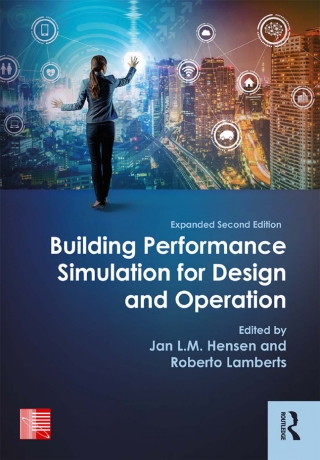 Expanded Second Edition
Building Performance
Simulation for Design
and Operation
Edited by
Jan L.M. Hensen and
Roberto Lamberts
ROUTLEDGE